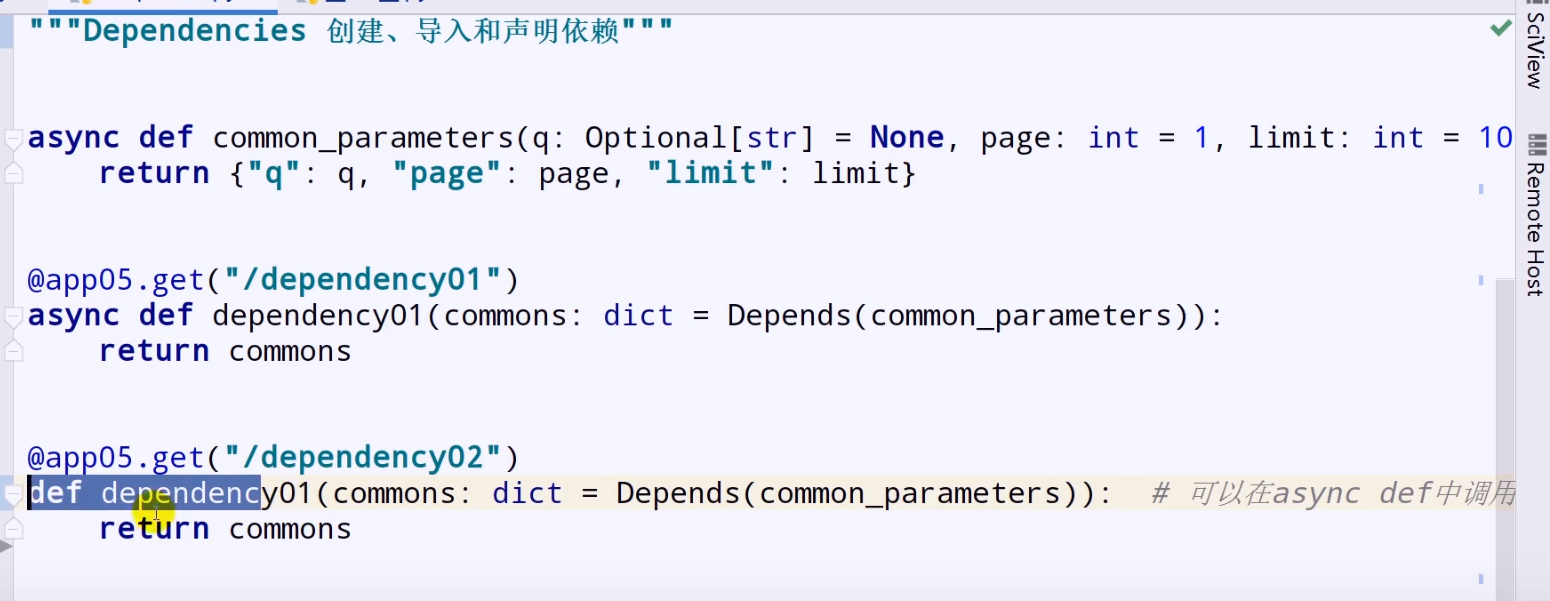 """Dependencies 创建、导入和声明依赖"""
async def common_parameters(q: Optional[str] = None, page: int = 1, limit: int = 10
return {"q": q, "page": page, "limit": limit}
@app05.get("/dependency01")
async def dependency01(commons: dict = Depends(common_parameters)):
return commons
@app05.get("/dependency02")
def dependency01(commons: dict = Depends(common_parameters)):  # 可以在async def中调用
return commons
SciView
Remote Host